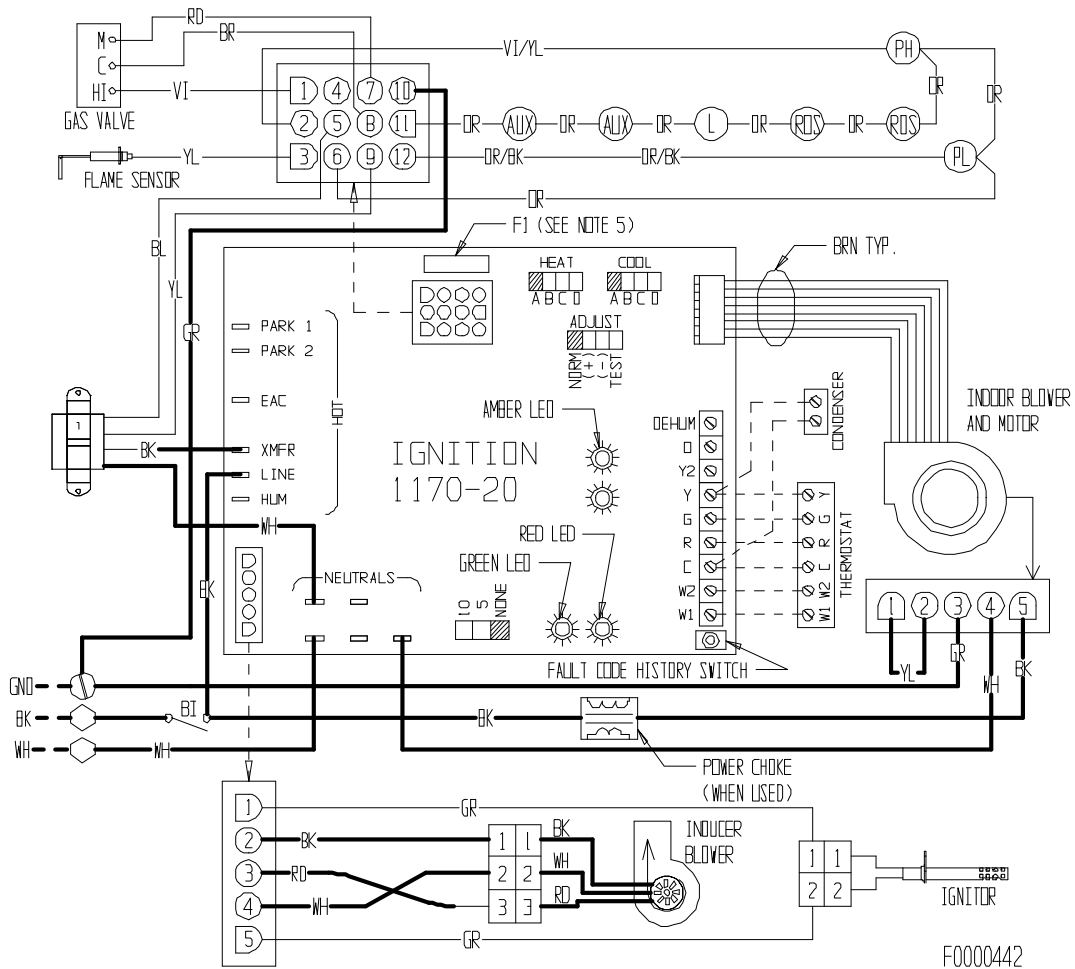 M
C
HI
GAS VALVE
RD
BR
VI
FLAME SENSOR
YL
1 4 7 10
2 5 8 11
3 6 9 12
VI/YL
PH
OR
OR
OR AUX OR AUX OR L OR ROS OR ROS
OR/BK OR/BK
PL
OR
F1 (SEE NOTE 5)
BL
YL
GR
PARK 1
PARK 2
EAC
XMFR
LINE
HUM
HOT
1
BK
WH
BK
HEAT
A B C D
COOL
A B C D
ADJUST
NORM
(+)
(-)
TEST
BRN TYP.
AMBER LED
IGNITION
1170-20
RED LED
GREEN LED
NEUTRALS
10
5
NONE
DEHUM
O
Y2
Y
G
R
C
W2
W1
CONDENSER
Y
G
R
C
W2
W1
THERMOSTAT
FAULT CODE HISTORY SWITCH
INDOOR BLOWER
AND MOTOR
1 2 3 4 5
YL
GR
WH
BK
GND
BK
BI
BK
WH
WH
POWER CHOKE
(WHEN USED)
1
2
3
4
5
GR
BK
RD
WH
GR
1 1
2 2
3 3
BK
WH
RD
INDUCER
BLOWER
1 1
2 2
IGNITOR
F0000442